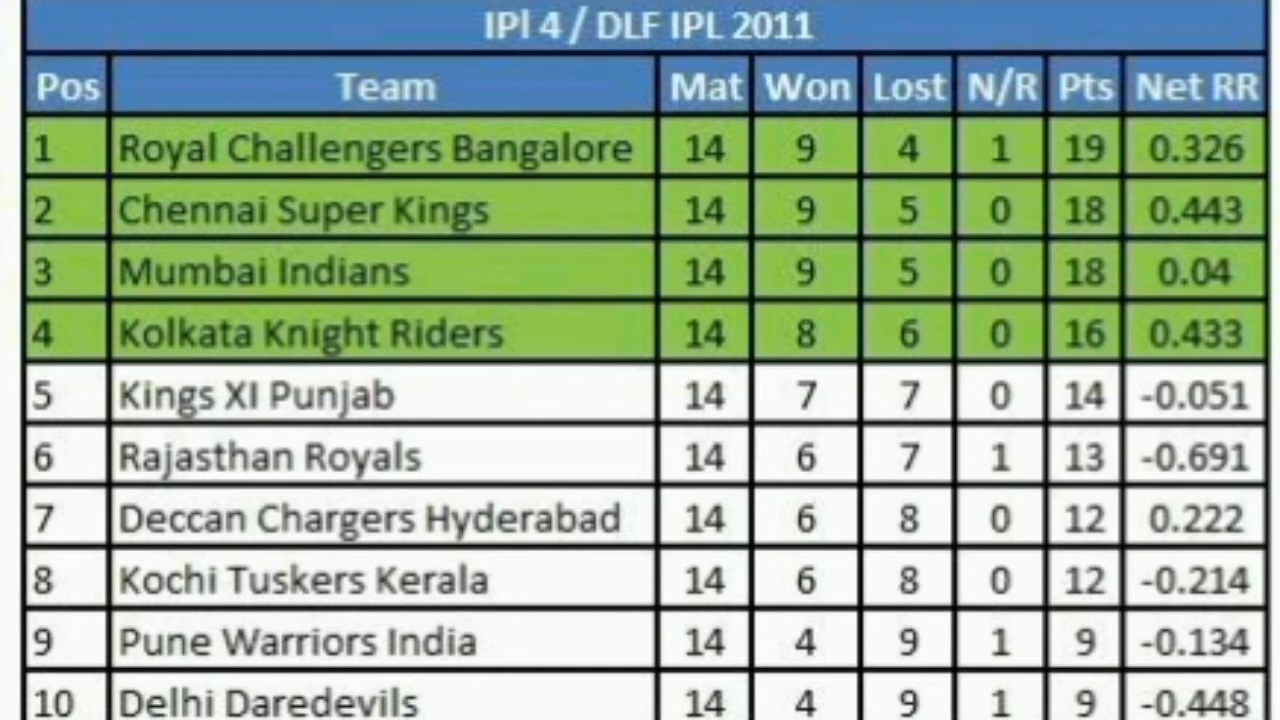 IPl 4 / DLF IPL 2011
Pos Team Mat Won Lost N/R Pts Net RR
1 Royal Challengers Bangalore 14 9 4 1 19 0.326
2 Chennai Super Kings 14 9 5 0 18 0.443
3 Mumbai Indians 14 9 5 0 18 0.04
4 Kolkata Knight Riders 14 8 6 0 16 0.433
5 Kings XI Punjab 14 7 7 0 14 -0.051
6 Rajasthan Royals 14 6 7 1 13 -0.691
7 Deccan Chargers Hyderabad 14 6 8 0 12 0.222
8 Kochi Tuskers Kerala 14 6 8 0 12 -0.214
9 Pune Warriors India 14 4 9 1 9 -0.134
10 Delhi Daredevils 14 4 9 1 9 -0.448